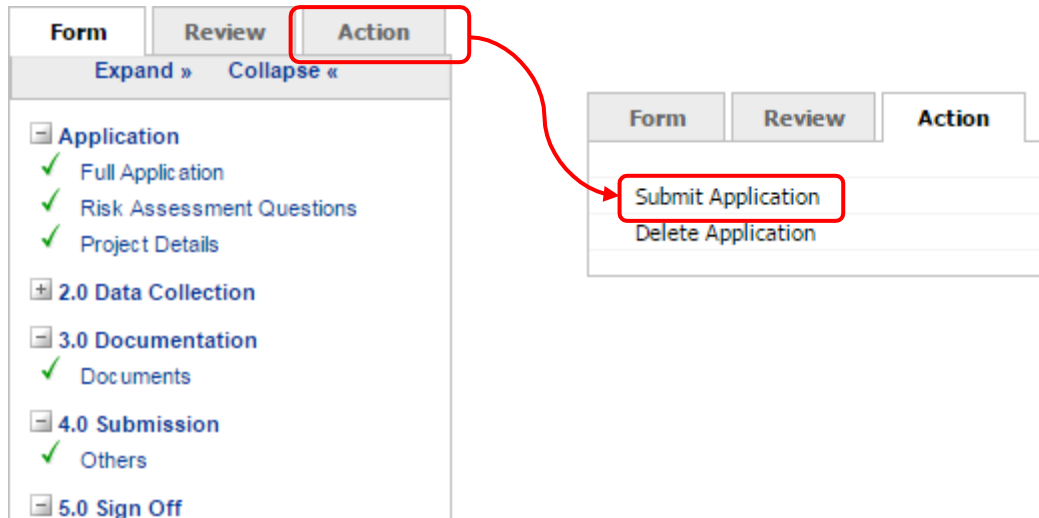 Form Review Action
Expand » Collapse «
Application
Full Application
Risk Assessment Questions
Project Details
2.0 Data Collection
3.0 Documentation
Documents
4.0 Submission
Others
5.0 Sign Off
Form Review Action
Submit Application
Delete Application